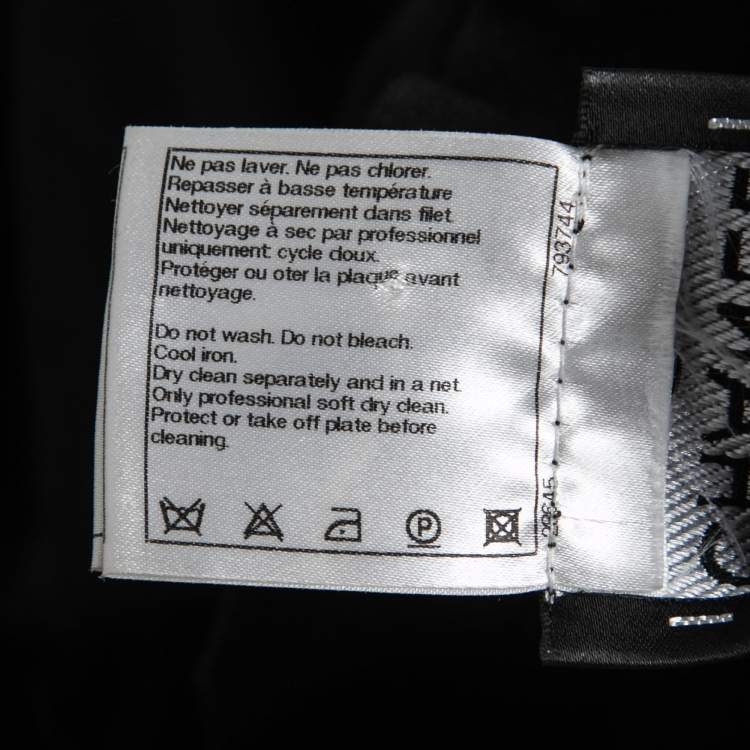 Ne pas laver. Ne pas chlorer.
Repasser à basse température
Nettoyer séparement dans filet.
Nettoyage à sec par professionnel
uniquement: cycle doux.
Protéger ou oter la plaque avant
nettoyage.
Do not wash. Do not bleach.
Cool iron.
Dry clean separately and in a net.
Only professional soft dry clean.
Protect or take off plate before
cleaning.
P
793744